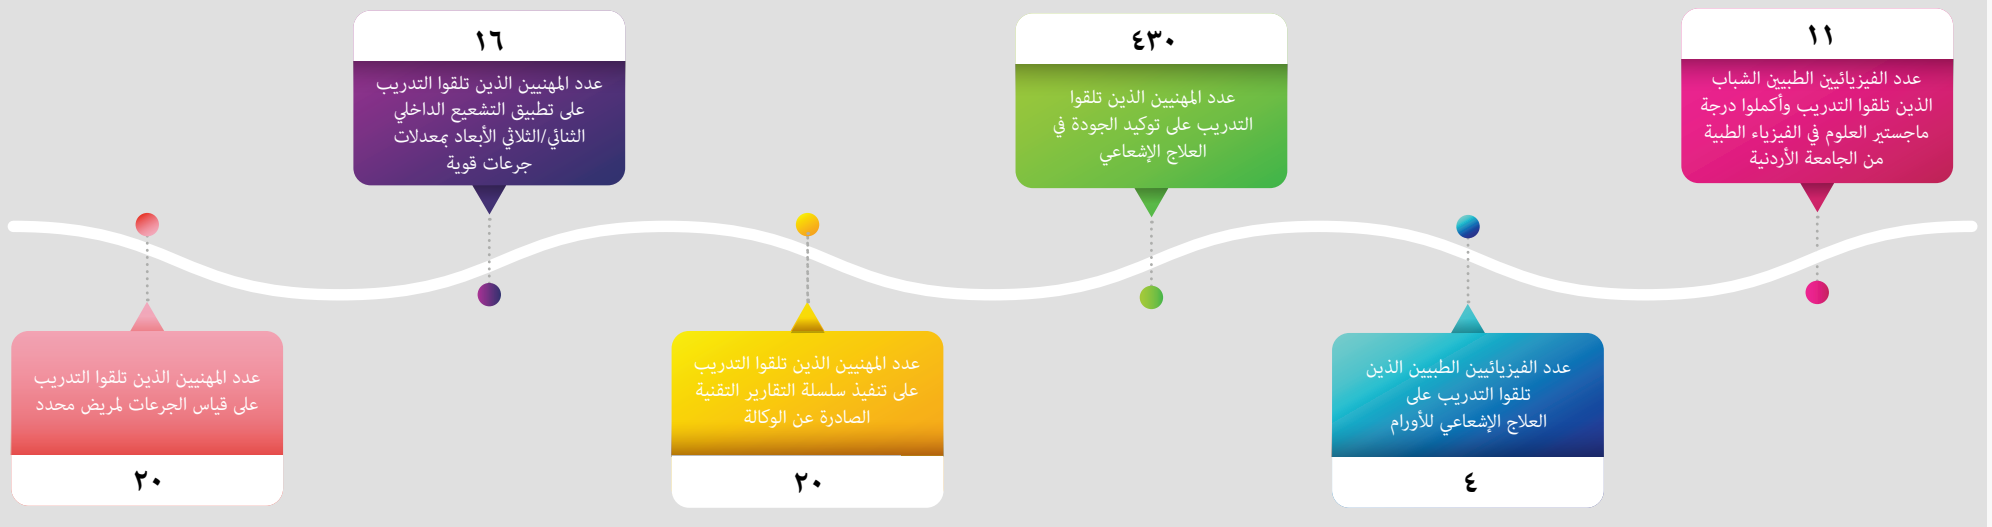 ١١
عدد الفيزيائيين الطبيين الشباب
الذين تلقوا التدريب وأكملوا درجة
ماجستير العلوم في الفيزياء الطبية
من الجامعة الأردنية
عدد الفيزيائيين الطبيين الذين
تلقوا التدريب على
العلاج الإشعاعي للأورام
٤
٤٣٠
عدد المهنيين الذين تلقوا
التدريب على توكيد الجودة في
العلاج الإشعاعي
عدد المهنيين الذين تلقوا التدريب
على تنفيذ سلسلة التقارير التقنية
الصادرة عن الوكالة
٢٠
١٦
عدد المهنيين الذين تلقوا التدريب
على تطبيق التشعيع الداخلي
الثنائي/الثلاثي الأبعاد بمعدلات
جرعات قوية
عدد المهنيين الذين تلقوا التدريب
على قياس الجرعات لمريض محدد
٢٠